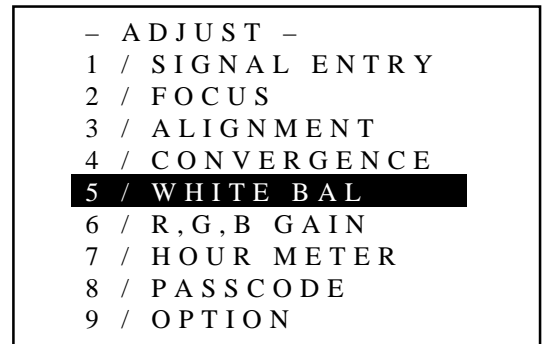 – ADJUST –
1 / SIGNAL ENTRY
2 / FOCUS
3 / ALIGNMENT
4 / CONVERGENCE
5 / WHITE BAL
6 / R,G,B GAIN
7 / HOUR METER
8 / PASSCODE
9 / OPTION